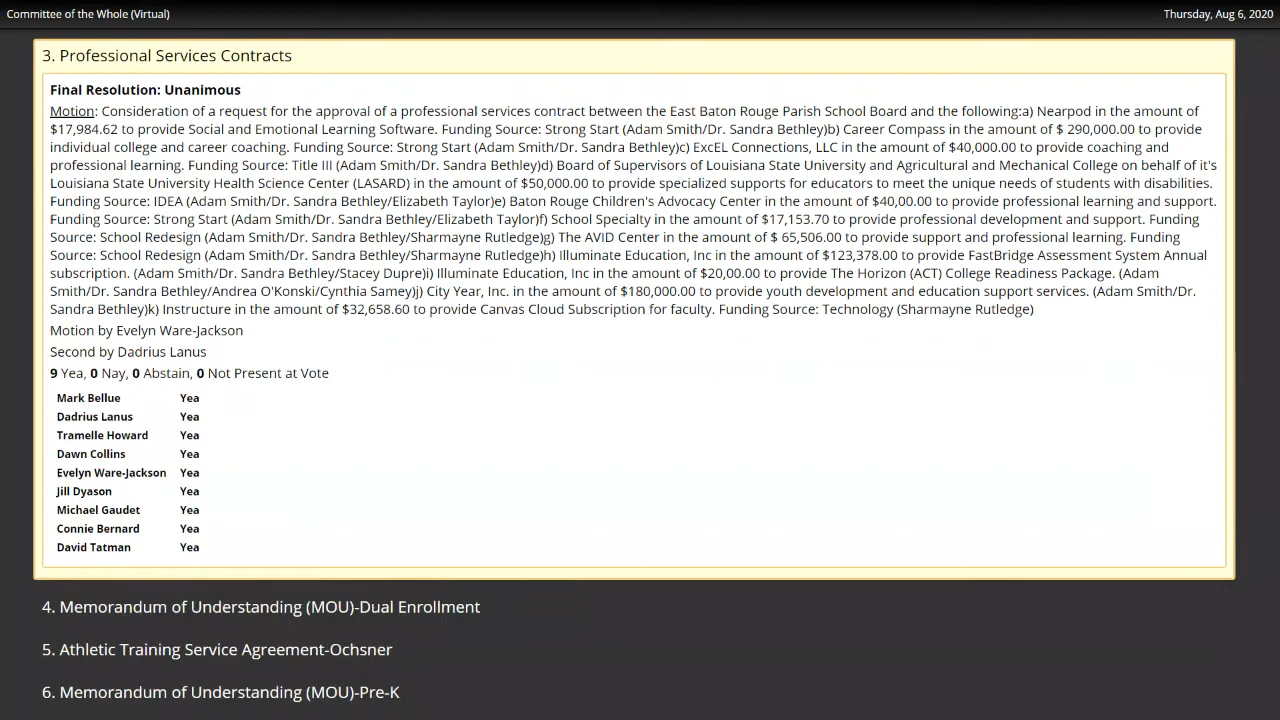 Committee of the Whole (Virtual)
Thursday, Aug 6, 2020
3. Professional Services Contracts
Final Resolution: Unanimous
Motion: Consideration of a request for the approval of a professional services contract between the East Baton Rouge Parish School Board and the following:a) Nearpod in the amount of
$17,984.62 to provide Social and Emotional Learning Software. Funding Source: Strong Start (Adam Smith/Dr. Sandra Bethley)b) Career Compass in the amount of $ 290,000.00 to provide
individual college and career coaching. Funding Source: Strong Start (Adam Smith/Dr. Sandra Bethley)c) ExcEL Connections, LLC in the amount of $40,000.00 to provide coaching and
professional learning. Funding Source: Title III (Adam Smith/Dr. Sandra Bethley)d) Board of Supervisors of Louisiana State University and Agricultural and Mechanical College on behalf of it's
Louisiana State University Health Science Center (LASARD) in the amount of $50,000.00 to provide specialized supports for educators to meet the unique needs of students with disabilities.
Funding Source: IDEA (Adam Smith/Dr. Sandra Bethley/Elizabeth Taylor)e) Baton Rouge Children's Advocacy Center in the amount of $40,00.00 to provide professional learning and support.
Funding Source: Strong Start (Adam Smith/Dr. Sandra Bethley/Elizabeth Taylor)f) School Specialty in the amount of $17,153.70 to provide professional development and support. Funding
Source: School Redesign (Adam Smith/Dr. Sandra Bethley/Sharmayne Rutledge)g) The AVID Center in the amount of $ 65,506.00 to provide support and professional learning. Funding
Source: School Redesign (Adam Smith/Dr. Sandra Bethley/Sharmayne Rutledge)h) Illuminate Education, Inc in the amount of $123,378.00 to provide FastBridge Assessment System Annual
subscription. (Adam Smith/Dr. Sandra Bethley/Stacey Dupre)i) Illuminate Education, Inc in the amount of $20,00.00 to provide The Horizon (ACT) College Readiness Package. (Adam
Smith/Dr. Sandra Bethley/Andrea O'Konski/Cynthia Samey)j) City Year, Inc. in the amount of $180,000.00 to provide youth development and education support services. (Adam Smith/Dr.
Sandra Bethley)k) Instructure in the amount of $32,658.60 to provide Canvas Cloud Subscription for faculty. Funding Source: Technology (Sharmayne Rutledge)
Motion by Evelyn Ware-Jackson
Second by Dadrius Lanus
9 Yea, 0 Nay, 0 Abstain, 0 Not Present at Vote
Mark Bellue Yea
Dadrius Lanus Yea
Tramelle Howard Yea
Dawn Collins Yea
Evelyn Ware-Jackson Yea
Jill Dyason Yea
Michael Gaudet Yea
Connie Bernard Yea
David Tatman Yea
4. Memorandum of Understanding (MOU)-Dual Enrollment
5. Athletic Training Service Agreement-Ochsner
6. Memorandum of Understanding (MOU)-Pre-K